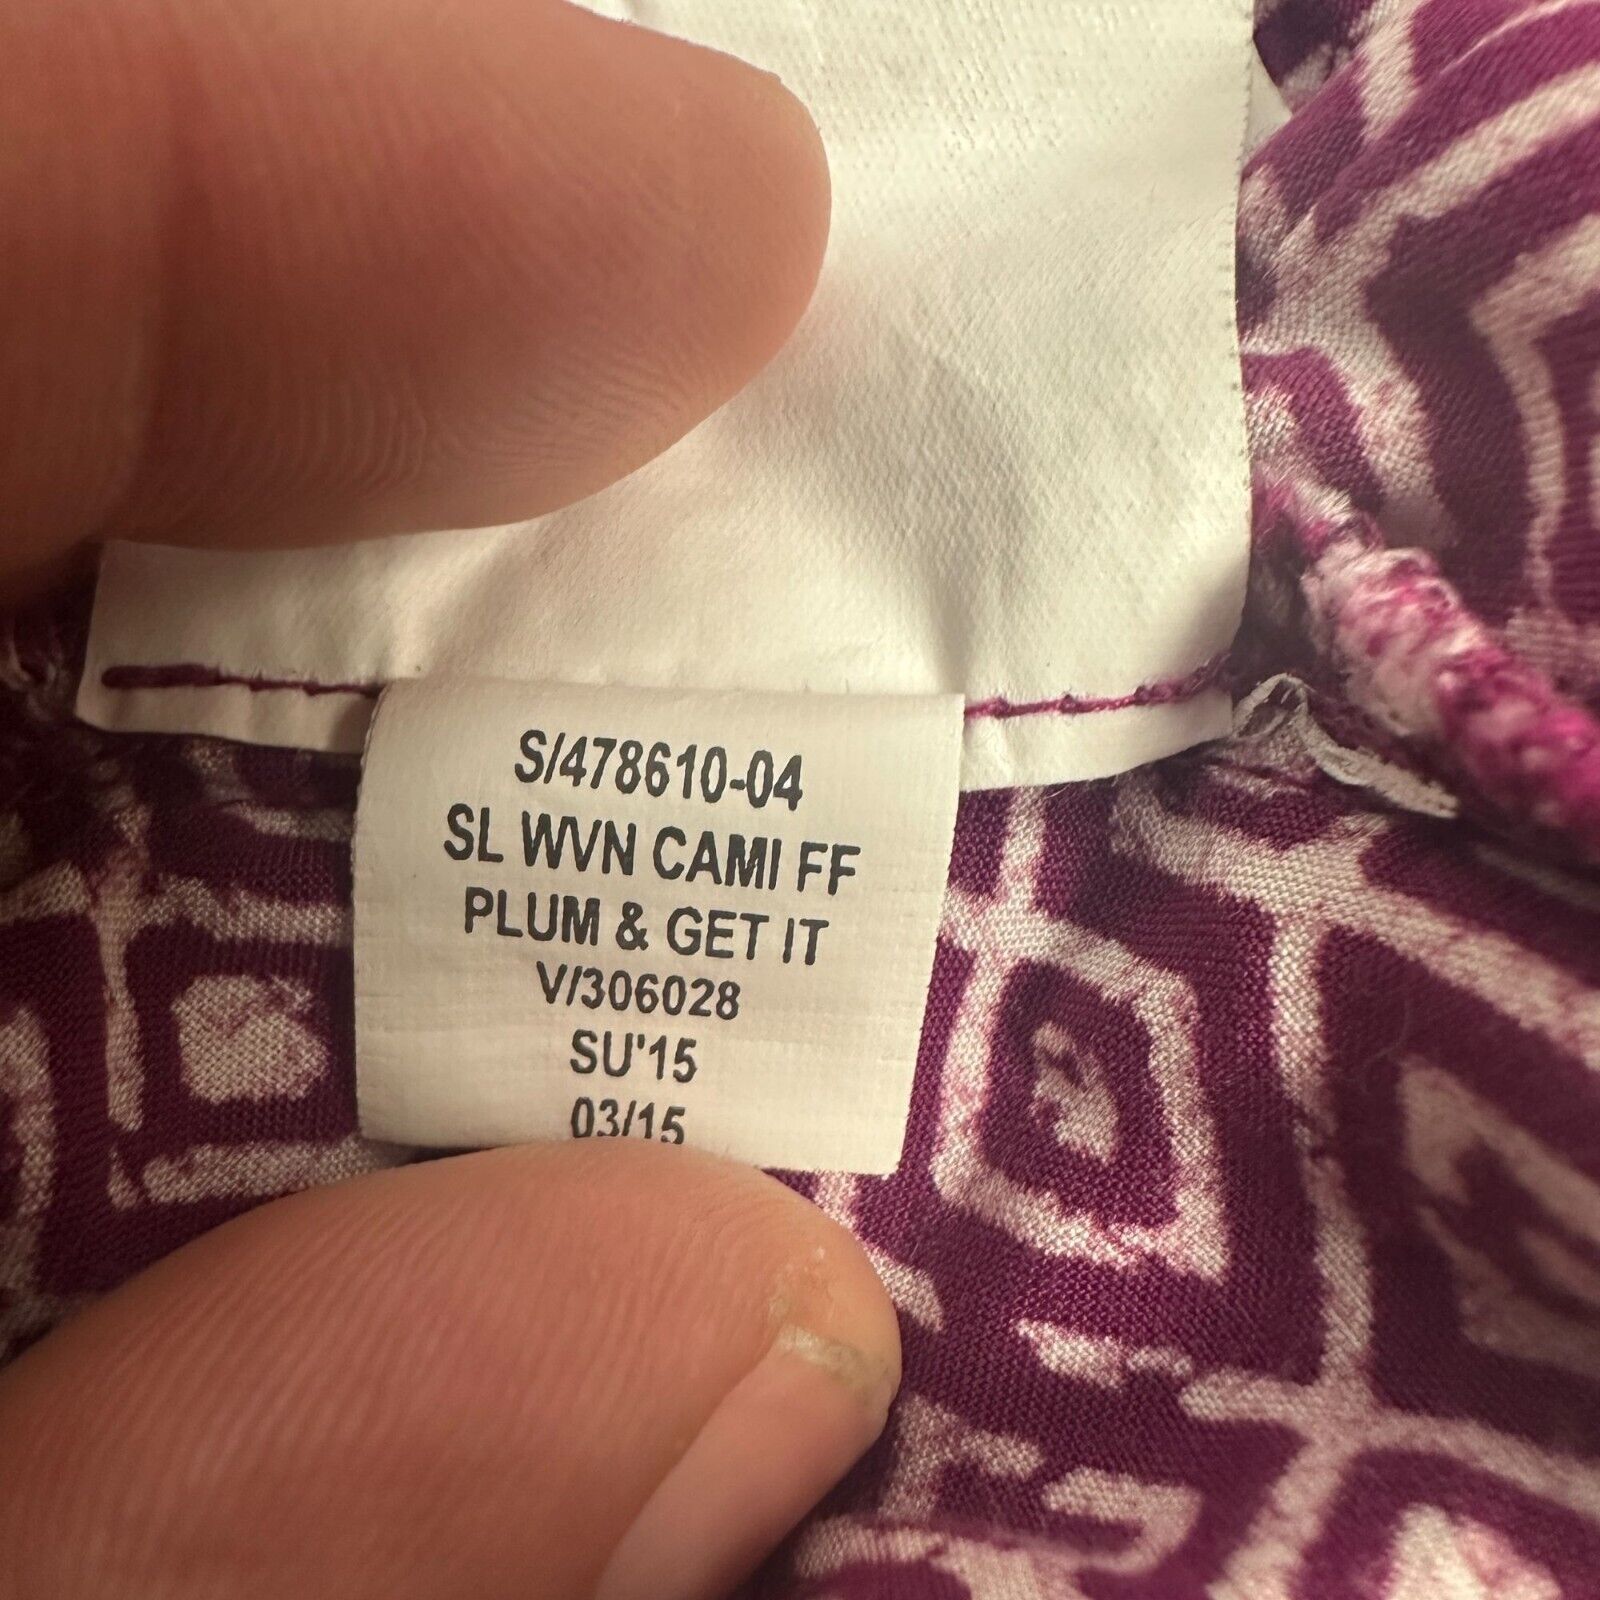 S/478610-04
SL WVN CAMI FF
PLUM & GET IT
V/306028
SU'15
03/15